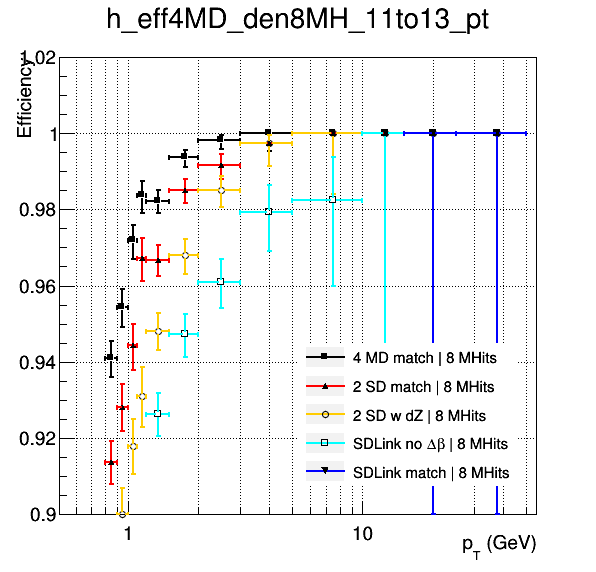 h_eff4MD_den8MH_11to13_pt
Efficiency
1.02
1
0.98
0.96
0.94
0.92
0.9
4 MD match | 8 MHits
2 SD match | 8 MHits
2 SD w dZ | 8 MHits
SDLink no Δβ | 8 MHits
SDLink match | 8 MHits
1
10
pT (GeV)